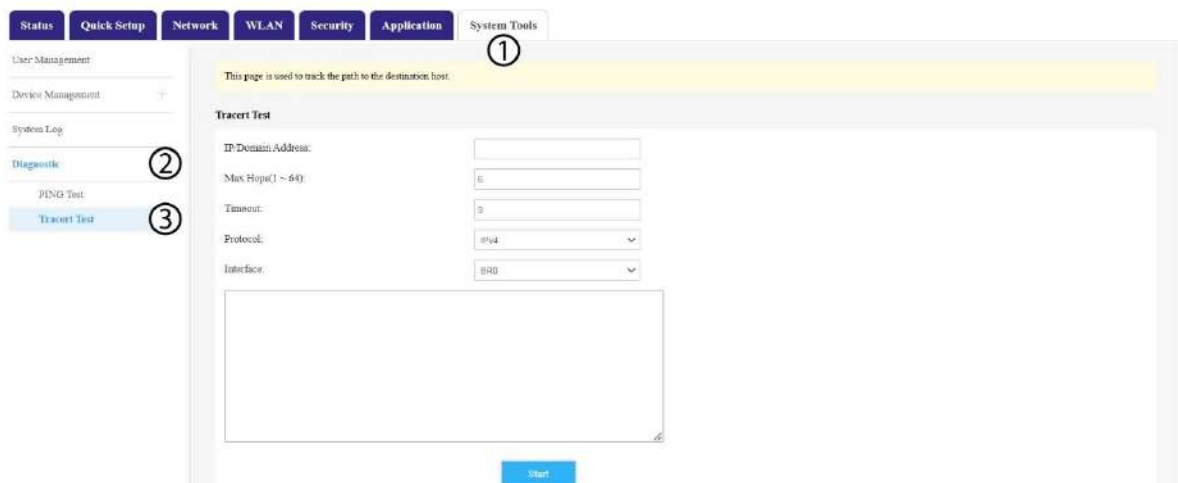 Status Quick Setup Network WLAN Security Application System Tools
①
User Management
This page is used to track the path to the destination host.
Device Management +
Tracert Test
System Log
IP/Domain Address:
Diagnostic ②
Max Hops(1 ~ 64): 6
PING Test
Timeout: 3
Tracert Test ③
Protocol: IPv4
Interface: BR0
Start